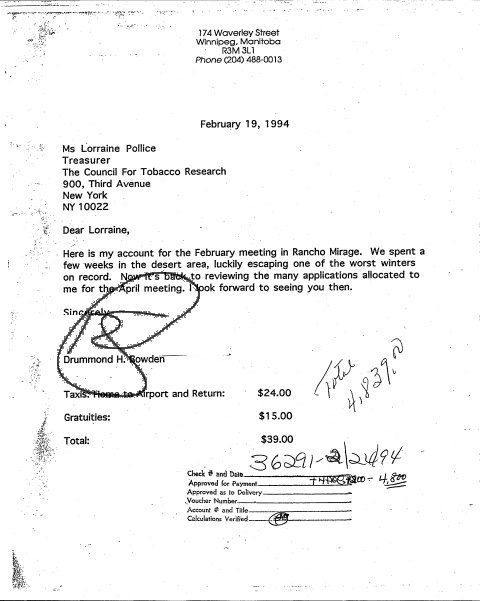 174 Waverley Street
Winnipeg, Manitoba
R3M 3L1
Phone (204) 488-0013
February 19, 1994
Ms Lorraine Pollice
Treasurer
The Council For Tobacco Research
900, Third Avenue
New York
NY 10022
Dear Lorraine,
Here is my account for the February meeting in Rancho Mirage. We spent a
few weeks in the desert area, luckily escaping one of the worst winters
on record. Now it's back to reviewing the many applications allocated to
me for the April meeting. I look forward to seeing you then.
Sincerely
Drummond H. Bowden
Total
4,839.00
Taxis: Home to Airport and Return: $24.00
Gratuities: $15.00
Total: $39.00
36291-2/21/94
Check # and Date
Approved for Payment 4,800
Approved as to Delivery
Voucher Number
Account # and Title
Calculations Verified